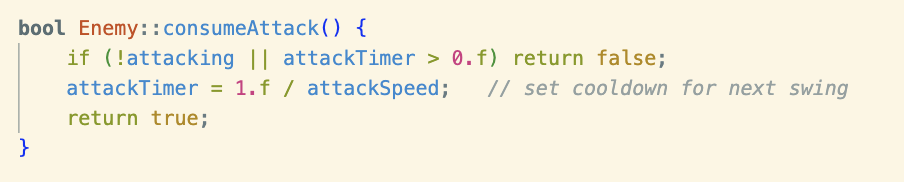 bool Enemy::consumeAttack() {
    if (!attacking || attackTimer > 0.f) return false;
    attackTimer = 1.f / attackSpeed;   // set cooldown for next swing
    return true;
}